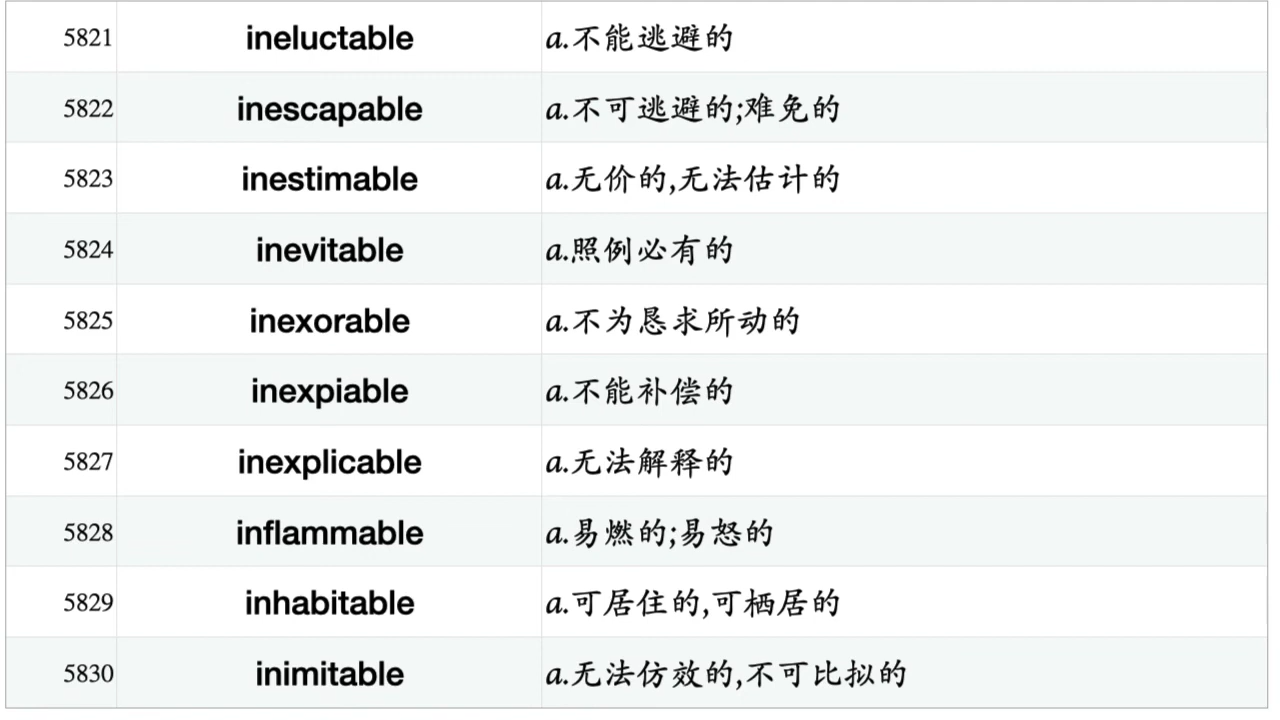 5821 ineluctable a.不能逃避的
5822 inescapable a.不可逃避的;难免的
5823 inestimable a.无价的,无法估计的
5824 inevitable a.照例必有的
5825 inexorable a.不为恳求所动的
5826 inexpiable a.不能补偿的
5827 inexplicable a.无法解释的
5828 inflammable a.易燃的;易怒的
5829 inhabitable a.可居住的,可栖居的
5830 inimitable a.无法仿效的,不可比拟的